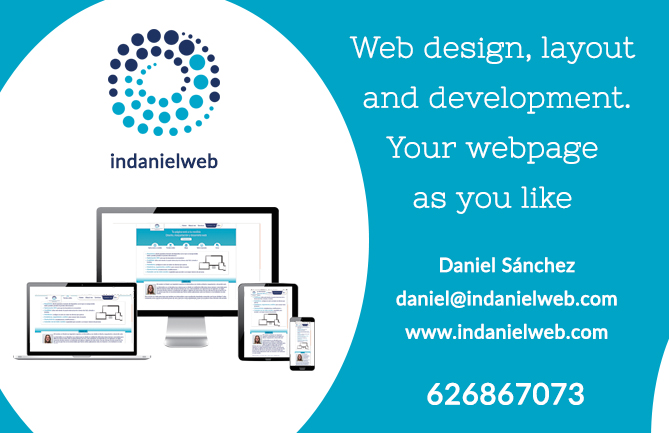 indanielweb
Web design, layout
and development.
Your webpage
as you like
Daniel Sánchez
daniel@indanielweb.com
www.indanielweb.com
626867073